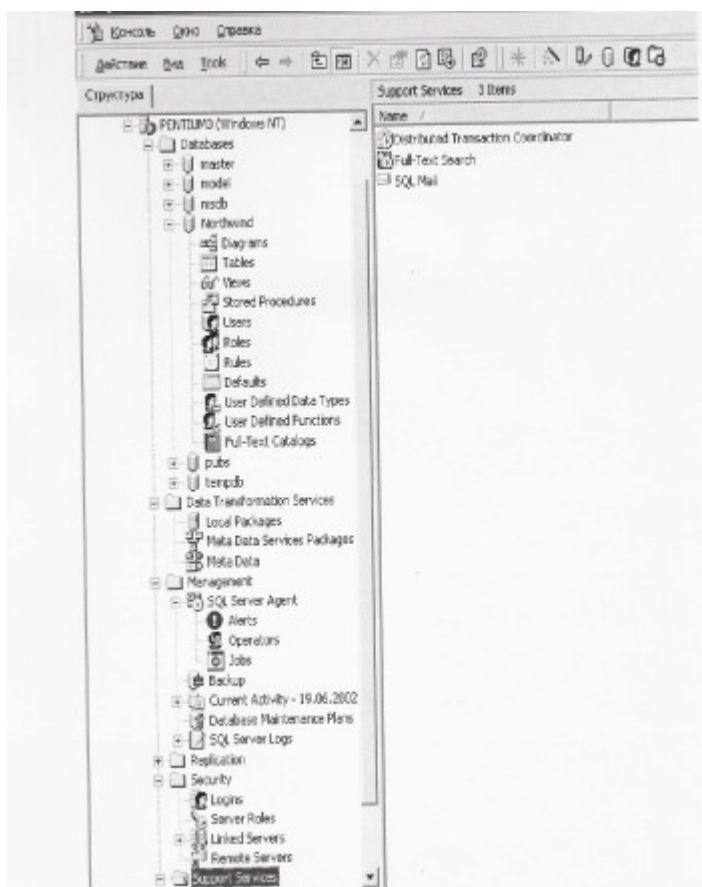 Консоль Окно Справка
Действие Вид Tools
Структура
Support Services 3 Items
Name /
Distributed Transaction Coordinator
Full-Text Search
SQL Mail
PENTIUM3 (Windows NT)
Databases
master
model
msdb
Northwind
Diagrams
Tables
Views
Stored Procedures
Users
Roles
Rules
Defaults
User Defined Data Types
User Defined Functions
Full-Text Catalogs
pubs
tempdb
Data Transformation Services
Local Packages
Meta Data Services Packages
Meta Data
Management
SQL Server Agent
Alerts
Operators
Jobs
Backup
Current Activity - 19.06.2002
Database Maintenance Plans
SQL Server Logs
Replication
Security
Logins
Server Roles
Linked Servers
Remote Servers
Support Services